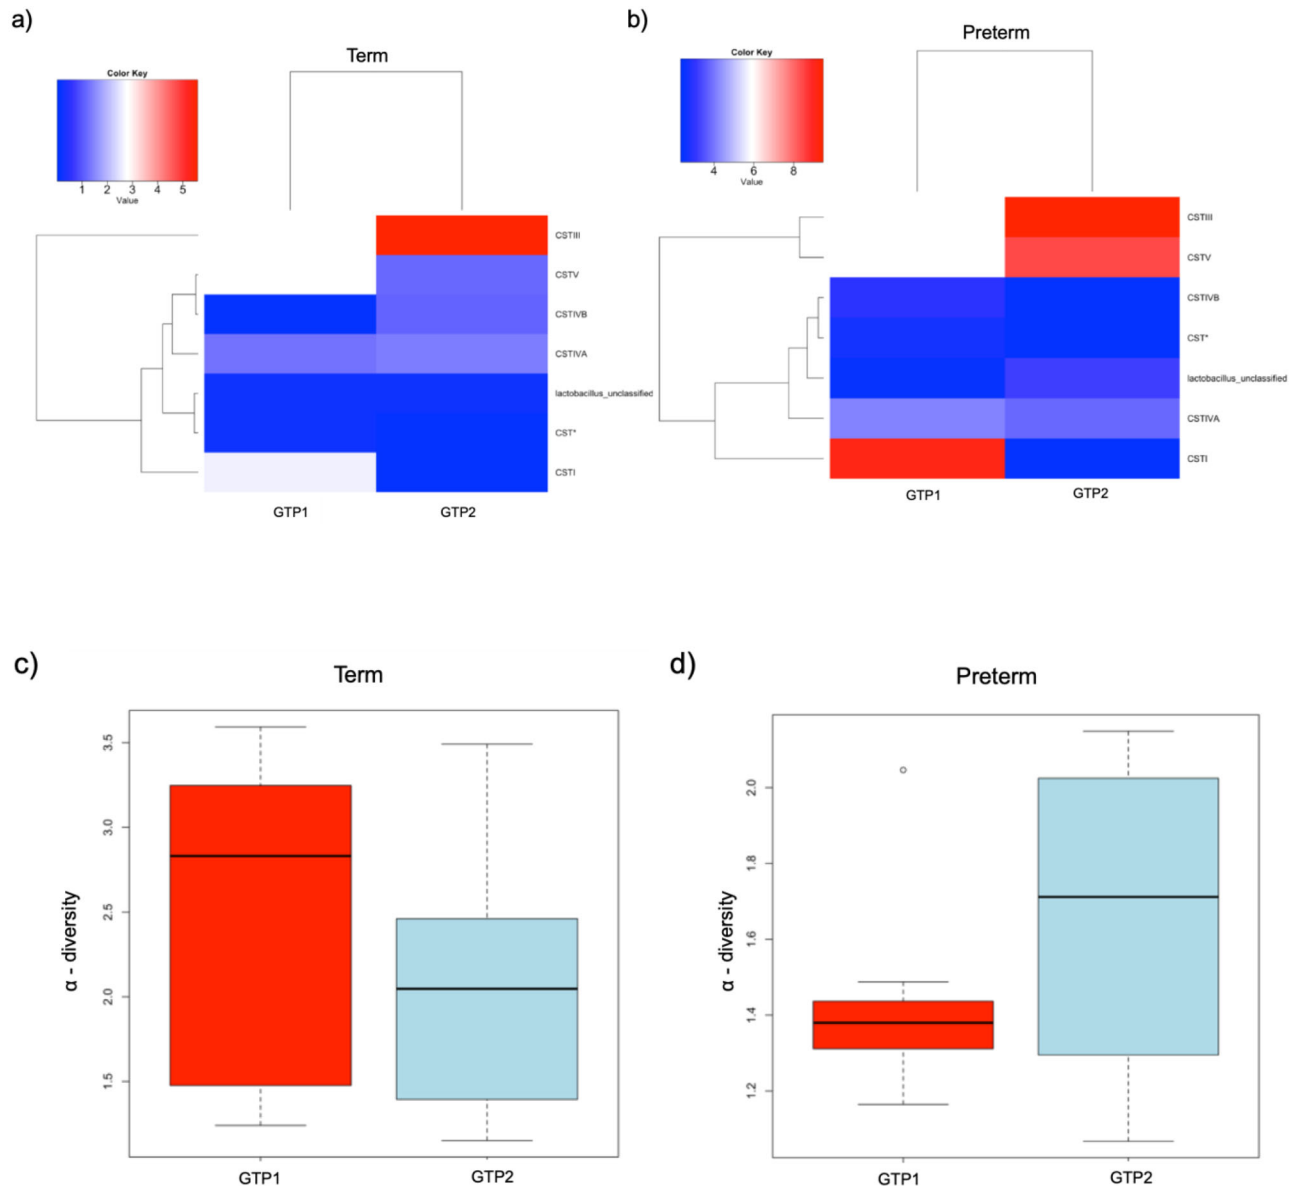 a)
Term
Color Key
1 2 3 4 5
Value
CSTIII
CSTV
CSTIVB
CSTIVA
lactobacillus_unclassified
CST*
CSTI
GTP1 GTP2
b)
Preterm
Color Key
4 6 8
Value
CSTIII
CSTV
CSTIVB
CST*
lactobacillus_unclassified
CSTIVA
CSTI
GTP1 GTP2
c)
Term
α - diversity
3.5
3.0
2.5
2.0
1.5
GTP1 GTP2
d)
Preterm
α - diversity
2.0
1.8
1.6
1.4
1.2
GTP1 GTP2